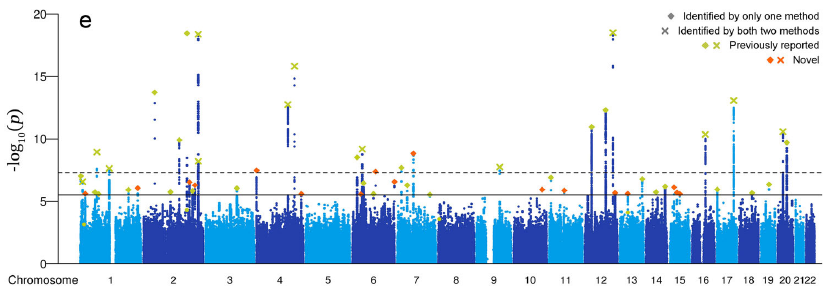 e
Identified by only one method
Identified by both two methods
Previously reported
Novel
-log10(p)
20
15
10
5
0
Chromosome 1 2 3 4 5 6 7 8 9 10 11 12 13 14 15 16 17 18 19 20 21 22